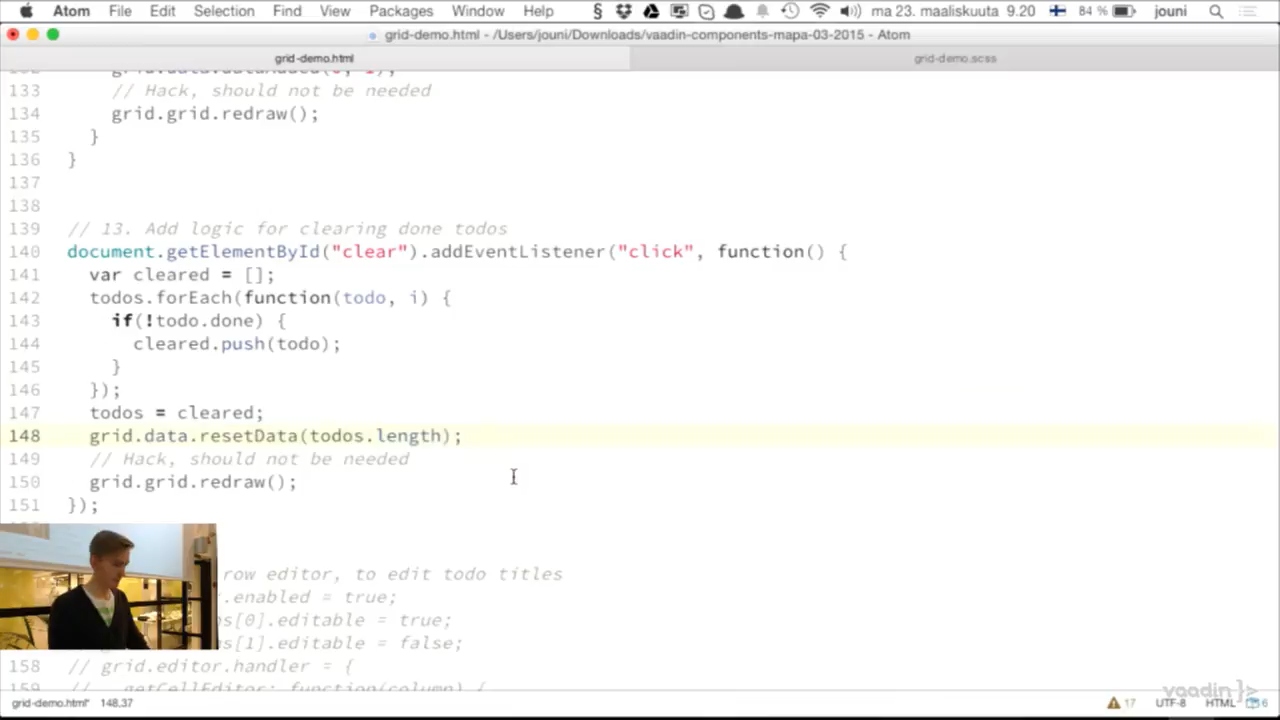 Atom File Edit Selection Find View Packages Window Help § ma 23. maaliskuuta 9.20 84 % jouni
grid-demo.html - /Users/jouni/Downloads/vaadin-components-mapa-03-2015 - Atom
grid-demo.html grid-demo.scss
133 // Hack, should not be needed
134 grid.grid.redraw();
135 }
136 }
137
138
139 // 13. Add logic for clearing done todos
140 document.getElementById("clear").addEventListener("click", function() {
141 var cleared = [];
142 todos.forEach(function(todo, i) {
143 if(!todo.done) {
144 cleared.push(todo);
145 }
146 });
147 todos = cleared;
148 grid.data.resetData(todos.length);
149 // Hack, should not be needed
150 grid.grid.redraw();
151 });
row editor, to edit todo titles
.enabled = true;
[0].editable = true;
[1].editable = false;
158 // grid.editor.handler = {
159 // getCellEditor: function(column) {
vaadin }>
grid-demo.html* 148,37 17 UTF-8 HTML 6